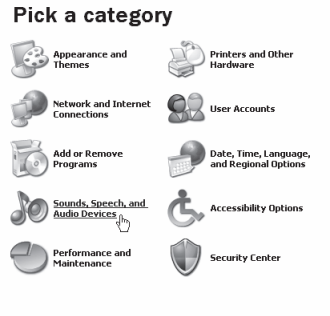 Pick a category
Appearance and
Themes
Printers and Other
Hardware
Network and Internet
Connections
User Accounts
Add or Remove
Programs
Date, Time, Language,
and Regional Options
Sounds, Speech, and
Audio Devices
Accessibility Options
Performance and
Maintenance
Security Center